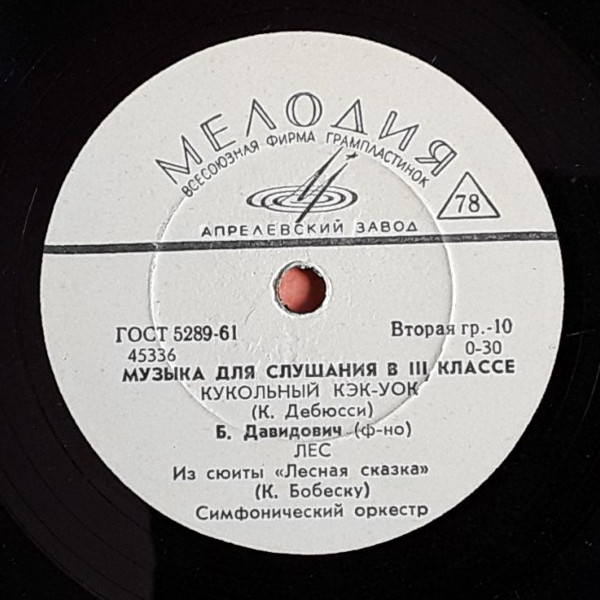 МЕЛОДИЯ
ВСЕСОЮЗНАЯ ФИРМА ГРАМПЛАСТИНОК
78
АПРЕЛЕВСКИЙ ЗАВОД
ГОСТ 5289-61 Вторая гр.-10
45336 0-30
МУЗЫКА ДЛЯ СЛУШАНИЯ В III КЛАССЕ
КУКОЛЬНЫЙ КЭК-УОК
(К. Дебюсси)
Б. Давидович (ф-но)
ЛЕС
Из сюиты «Лесная сказка»
(К. Бобеску)
Симфонический оркестр